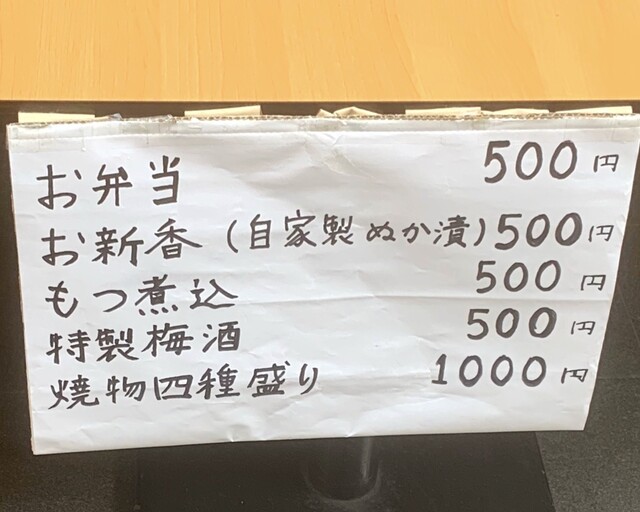 お弁当 500円
お新香(自家製ぬか漬)500円
もつ煮込 500円
特製梅酒 500円
焼物四種盛り 1000円